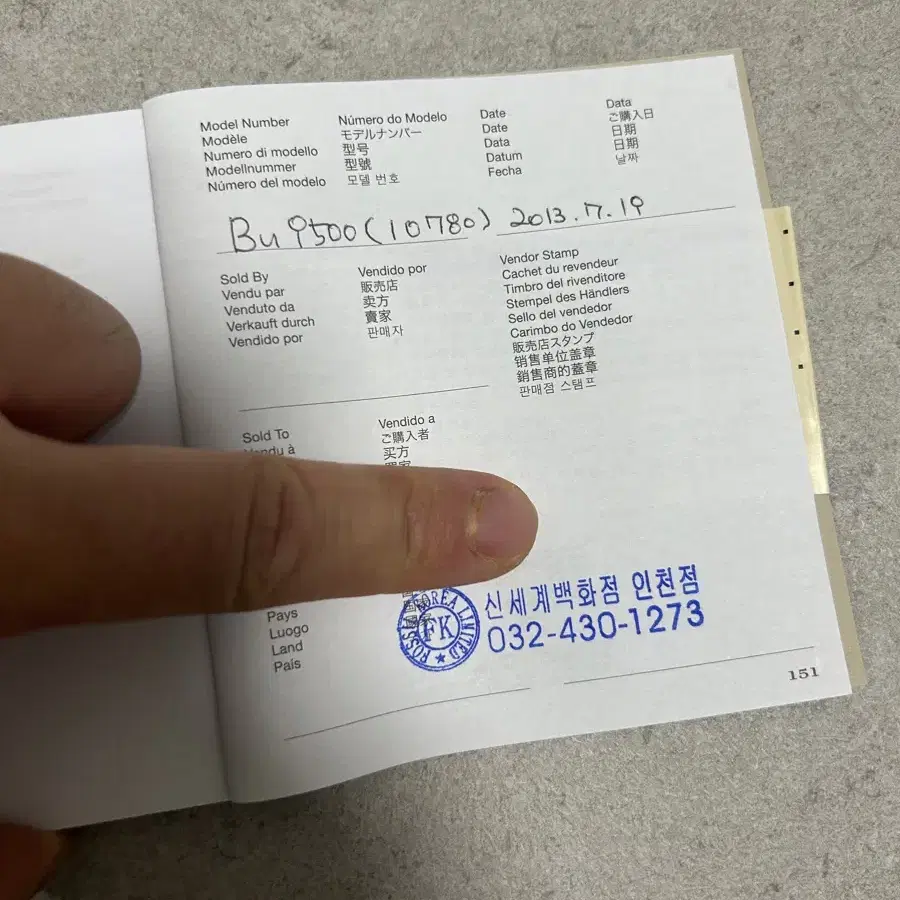 Model Number
Modèle
Numero di modello
Modellnummer
Número del modelo
Número do Modelo
モデルナンバー
型号
型號
모델 번호
Date
Date
Data
Datum
Fecha
Data
ご購入日
日期
日期
날짜
Bu 9500(10780) 2013.7.19
Sold By
Vendu par
Venduto da
Verkauft durch
Vendido por
Vendido por
販売店
卖方
賣家
판매자
Vendor Stamp
Cachet du revendeur
Timbro del rivenditore
Stempel des Händlers
Sello del vendedor
Carimbo do Vendedor
販売店スタンプ
销售单位盖章
銷售商的蓋章
판매점 스탬프
Sold To
Vendu à
Vendido a
ご購入者
买方
Pays
Luogo
Land
País
KOREA LIMITED
FK
신세계백화점 인천점
032-430-1273
151